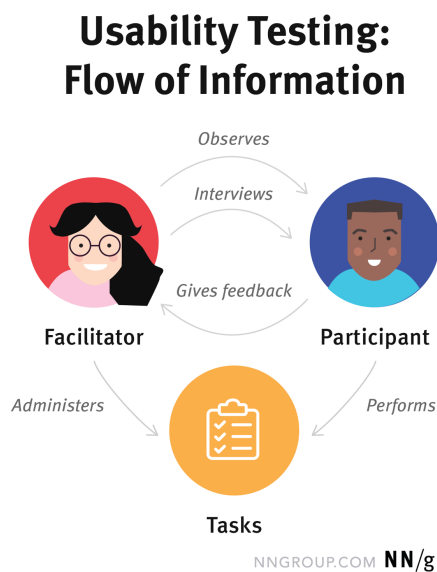 Usability Testing:
Flow of Information
Observes
Interviews
Gives feedback
Facilitator
Participant
Administers
Performs
Tasks
NNGROUP.COM NN/g